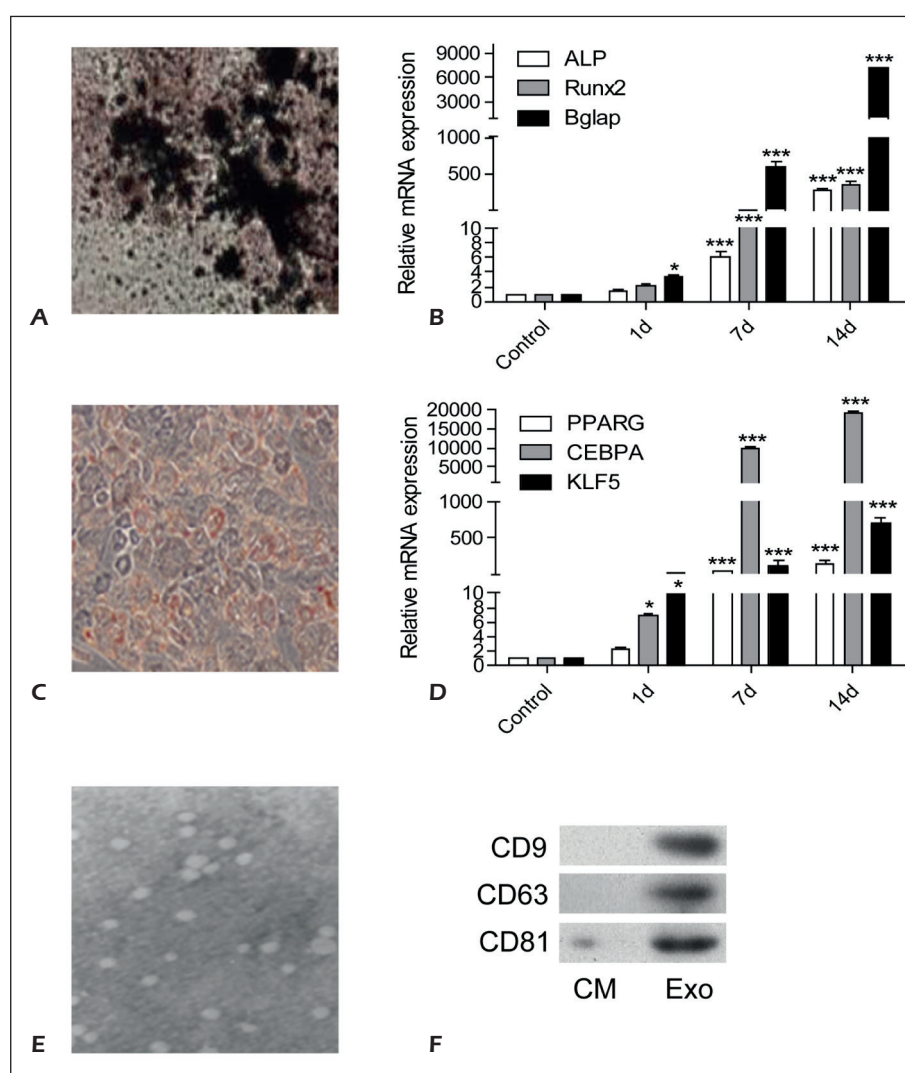 A
B
Relative mRNA expression
9000
6000
3000
1000
500
10
8
6
4
2
0
ALP
Runx2
Bglap
*
***
***
***
***
***
***
Control
1d
7d
14d
C
D
Relative mRNA expression
20000
15000
10000
5000
1000
500
10
8
6
4
2
0
PPARG
CEBPA
KLF5
*
*
***
***
***
***
***
***
Control
1d
7d
14d
E
F
CD9
CD63
CD81
CM Exo